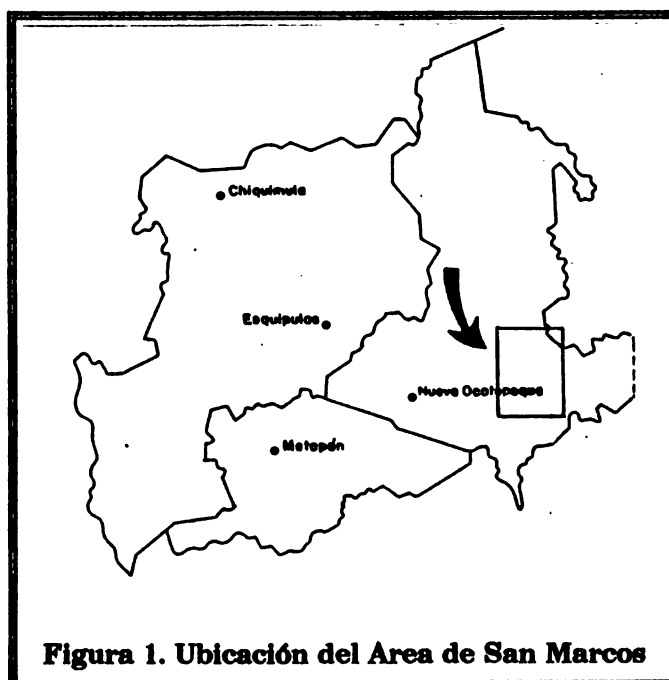 Chiquimula
Esquipulas
Nueva Ocotepeque
Metapán
Figura 1. Ubicación del Area de San Marcos